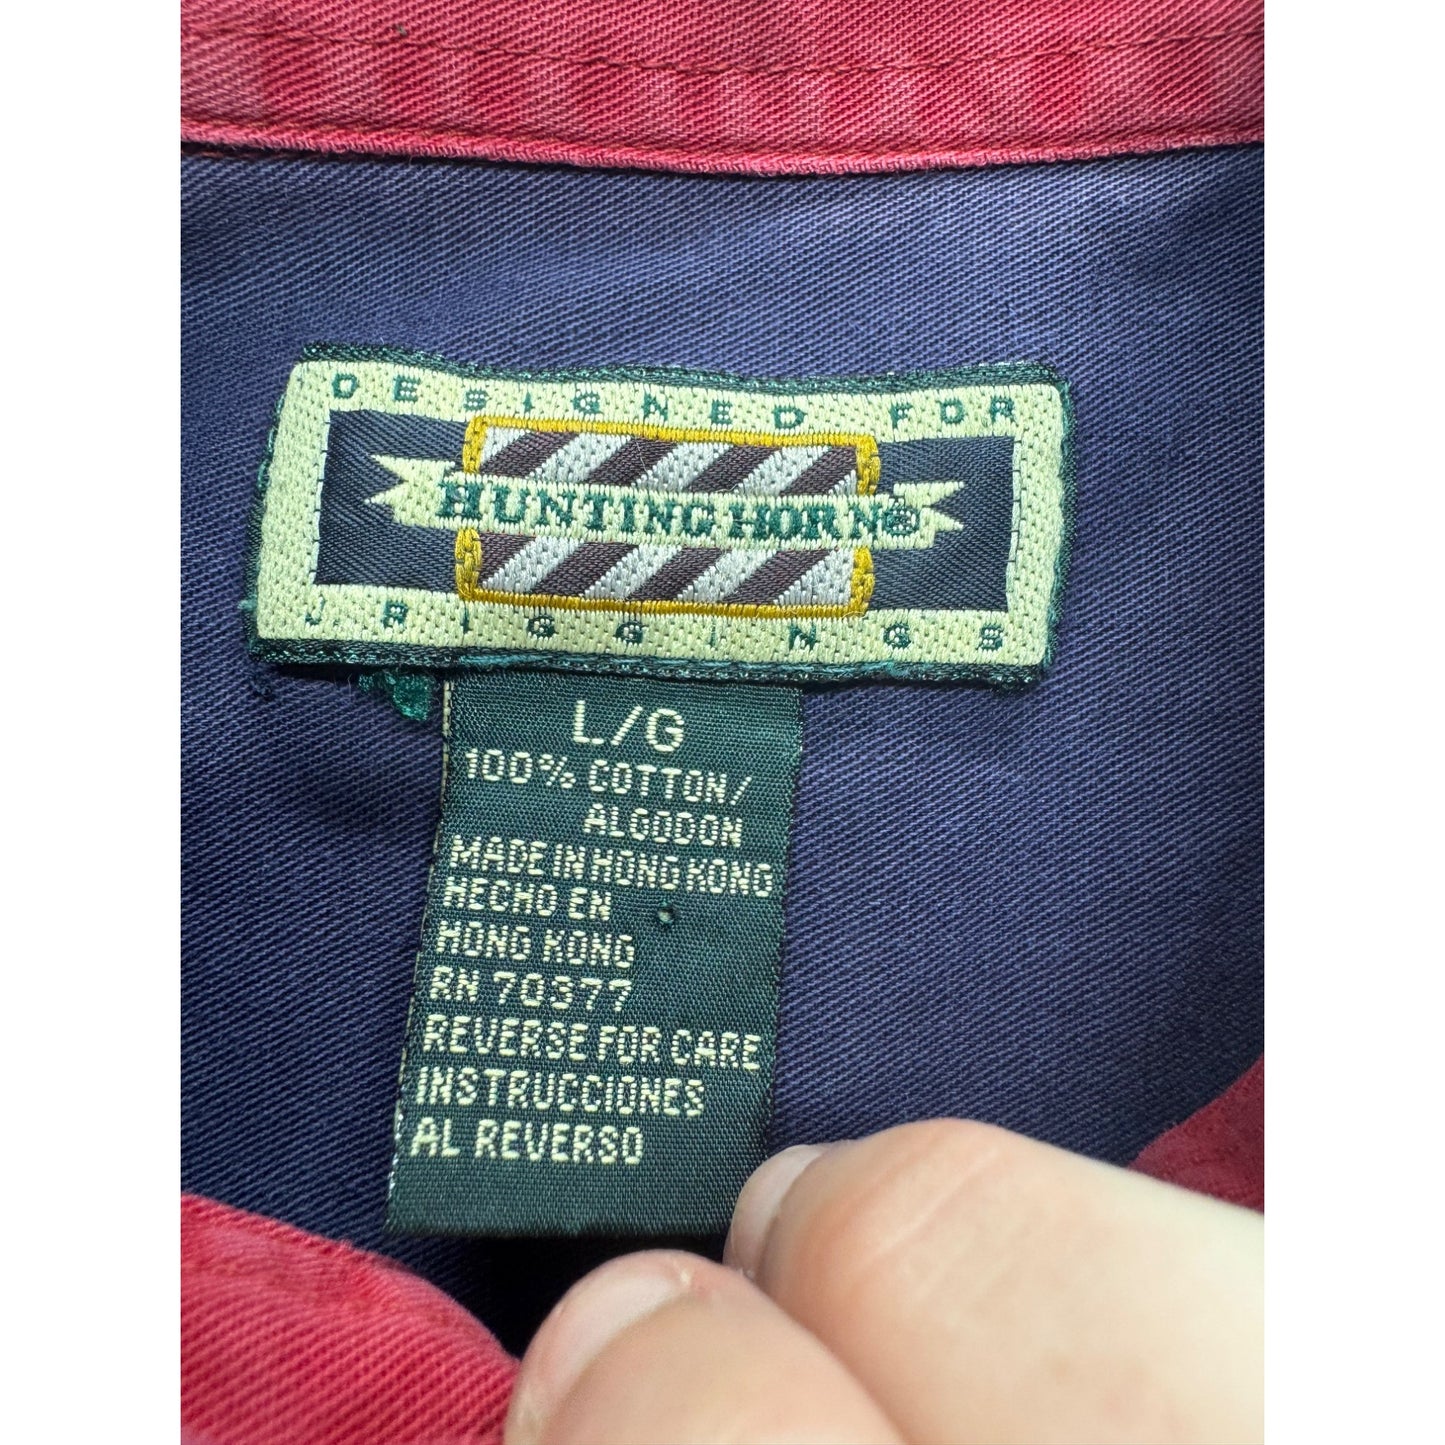 DESIGNED FOR
HUNTING HORN®
J. RIGGINGS
L/G
100% COTTON/
ALGODON
MADE IN HONG KONG
HECHO EN
HONG KONG
RN 70377
REVERSE FOR CARE
INSTRUCCIONES
AL REVERSO